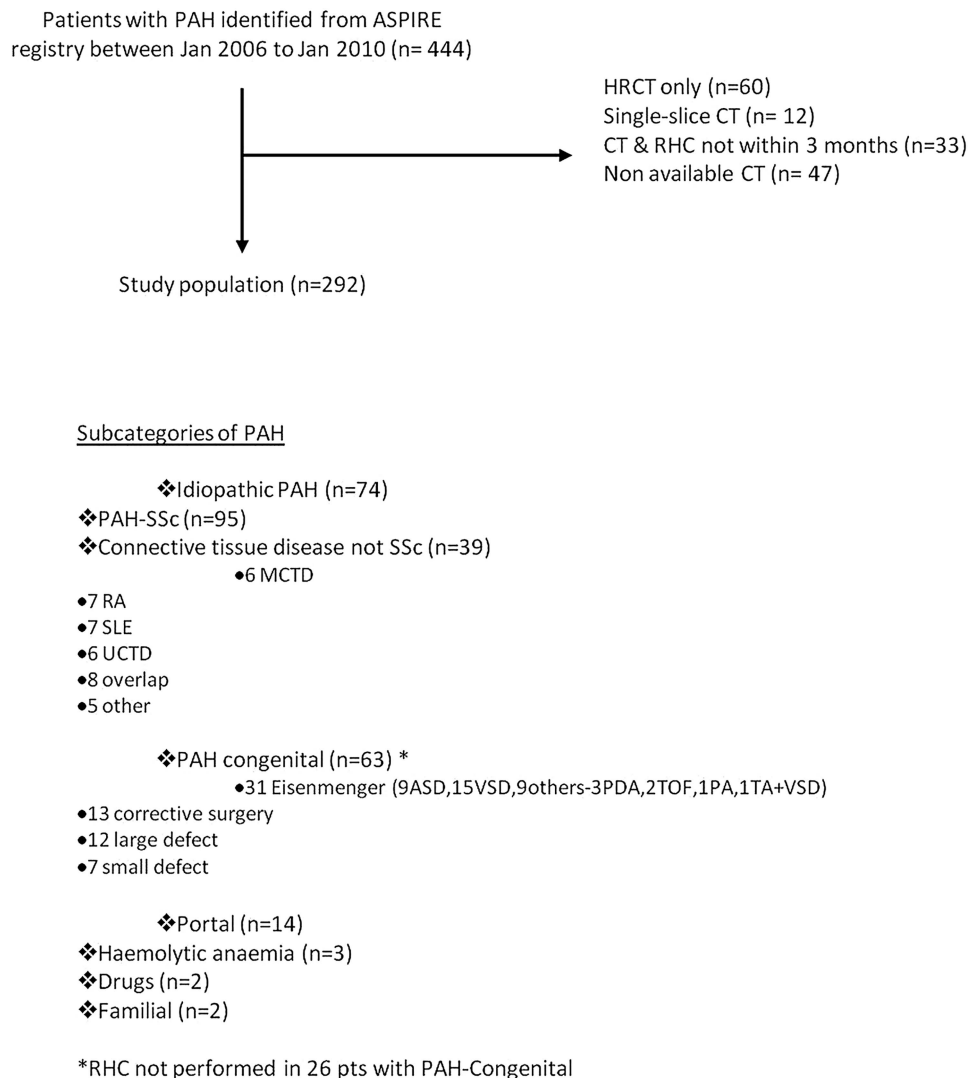 Patients with PAH identified from ASPIRE
registry between Jan 2006 to Jan 2010 (n= 444)
HRCT only (n=60)
Single-slice CT (n= 12)
CT & RHC not within 3 months (n=33)
Non available CT (n= 47)
Study population (n=292)
Subcategories of PAH
❖Idiopathic PAH (n=74)
❖PAH-SSc (n=95)
❖Connective tissue disease not SSc (n=39)
•6 MCTD
•7 RA
•7 SLE
•6 UCTD
•8 overlap
•5 other
❖PAH congenital (n=63) *
•31 Eisenmenger (9ASD,15VSD,9others-3PDA,2TOF,1PA,1TA+VSD)
•13 corrective surgery
•12 large defect
•7 small defect
❖Portal (n=14)
❖Haemolytic anaemia (n=3)
❖Drugs (n=2)
❖Familial (n=2)
*RHC not performed in 26 pts with PAH-Congenital